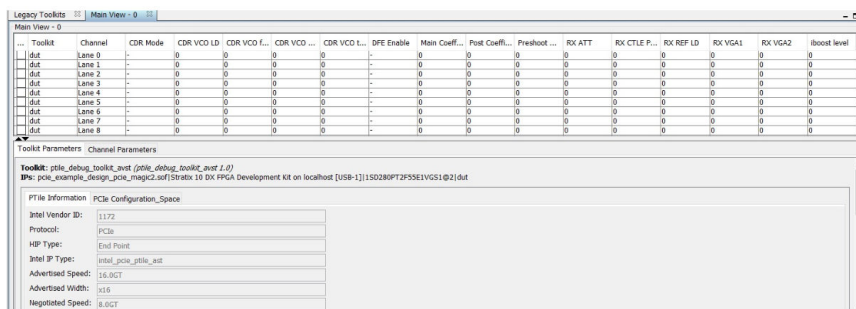 Legacy Toolkits Main View - 0
Main View - 0
... Toolkit Channel CDR Mode CDR VCO LD CDR VCO f... CDR VCO ... CDR VCO t... DFE Enable Main Coeff... Post Coeffi... Preshoot ... RX ATT RX CTLE P... RX REF LD RX VGA1 RX VGA2 iboost level
dut Lane 0 - 0 0 0 0 - 0 0 0 0 0 0 0 0 0
dut Lane 1 - 0 0 0 0 - 0 0 0 0 0 0 0 0 0
dut Lane 2 - 0 0 0 0 - 0 0 0 0 0 0 0 0 0
dut Lane 3 - 0 0 0 0 - 0 0 0 0 0 0 0 0 0
dut Lane 4 - 0 0 0 0 - 0 0 0 0 0 0 0 0 0
dut Lane 5 - 0 0 0 0 - 0 0 0 0 0 0 0 0 0
dut Lane 6 - 0 0 0 0 - 0 0 0 0 0 0 0 0 0
dut Lane 7 - 0 0 0 0 - 0 0 0 0 0 0 0 0 0
dut Lane 8 - 0 0 0 0 - 0 0 0 0 0 0 0 0 0
Toolkit Parameters Channel Parameters
Toolkit: ptile_debug_toolkit_avst (ptile_debug_toolkit_avst 1.0)
IPs: pcie_example_design_pcie_magic2.sof|Stratix 10 DX FPGA Development Kit on localhost [USB-1]|1SD280PT2F55E1VGS1@2|dut
PTile Information PCIe Configuration_Space
Intel Vendor ID: 1172
Protocol: PCIe
HIP Type: End Point
Intel IP Type: intel_pcie_ptile_ast
Advertised Speed: 16.0GT
Advertised Width: x16
Negotiated Speed: 8.0GT